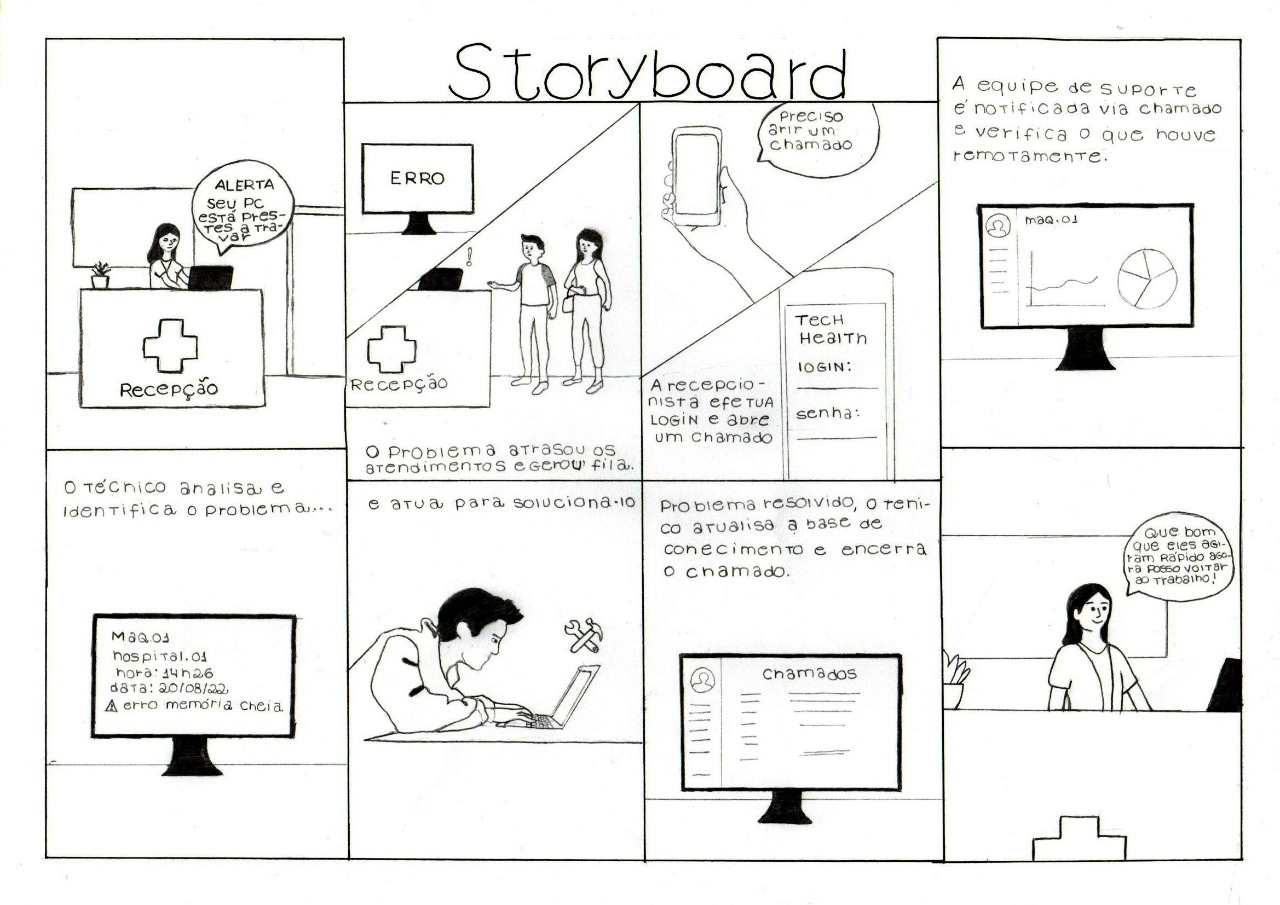 Storyboard
ALERTA
seu PC
está pres-
tes a tra-
var
Recepção
ERRO
!
Recepção
O Problema atrasou os
atendimentos e gerou fila.
Preciso
arir um
chamado
Tech
Health
login:
senha:
A recepcio-
nista efetua
login e abre
um chamado
A equipe de suporte
é notificada via chamado
e verifica o que houve
remotamente.
maq.01
O técnico analisa e
identifica o problema...
Maq.01
hospital.01
hora: 14h26
data: 20/08/22
⚠ erro memória cheia
e atua para soluciona-lo
Problema resolvido, o téni-
co atualisa a base de
conecimento e encerra
o chamado.
chamados
Que bom
que eles agi-
ram rápido ago-
ra posso voltar
ao trabalho!